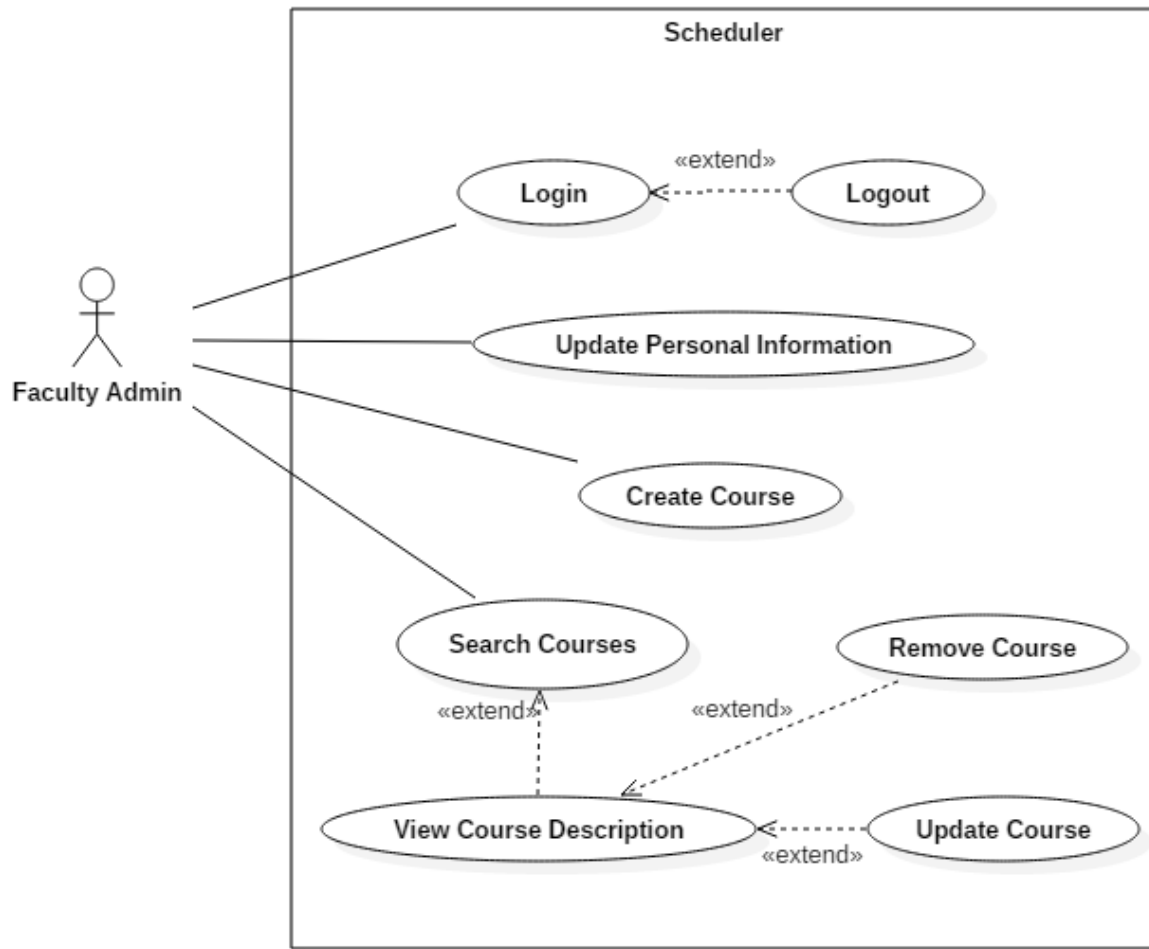 Scheduler
«extend»
Login
Logout
Update Personal Information
Faculty Admin
Create Course
Search Courses
Remove Course
«extend»
«extend»
View Course Description
Update Course
«extend»